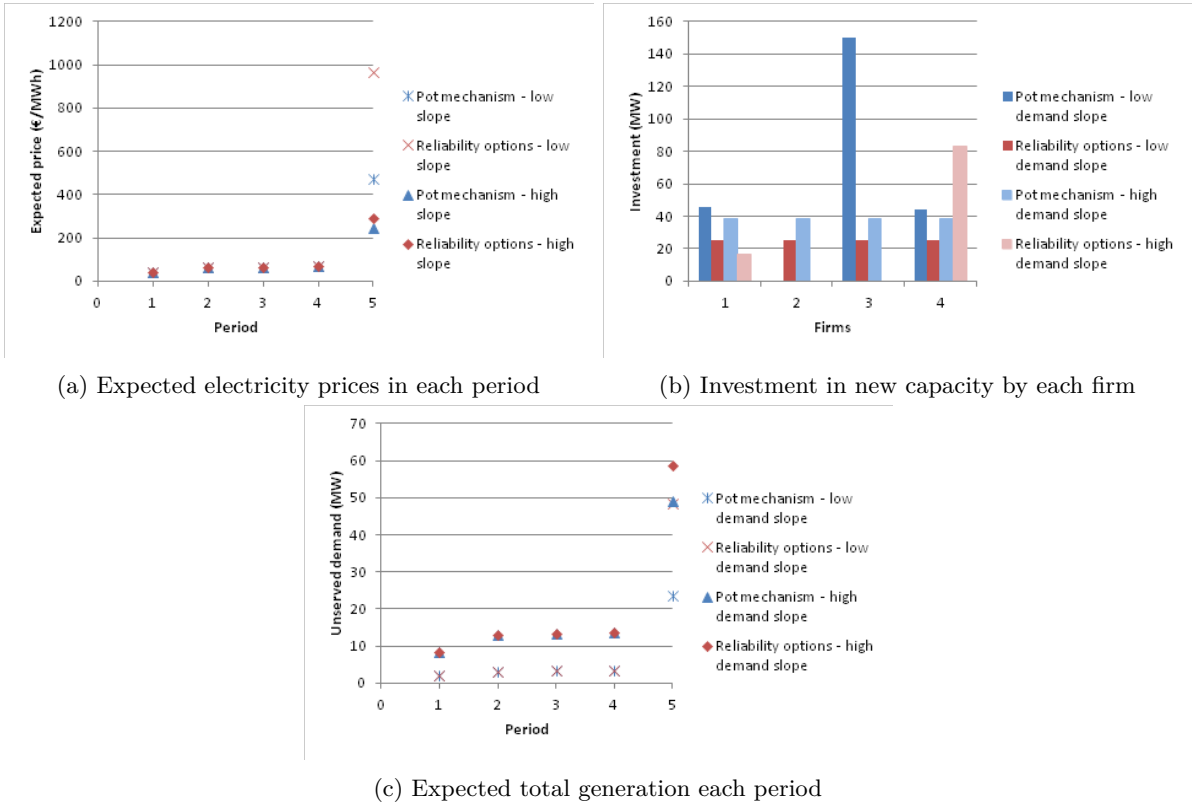 1200
1000
800
600
400
200
0
Expected price (€/MWh)
0 1 2 3 4 5
Period
Pot mechanism - low
slope
Reliability options - low
slope
Pot mechanism - high
slope
Reliability options - high
slope
(a) Expected electricity prices in each period
160
140
120
100
80
60
40
20
0
Investment (MW)
1 2 3 4
Firms
Pot mechanism - low
demand slope
Reliability options - low
demand slope
Pot mechanism - high
demand slope
Reliability options - high
demand slope
(b) Investment in new capacity by each firm
70
60
50
40
30
20
10
0
Unserved demand (MW)
0 1 2 3 4 5
Period
Pot mechanism - low
demand slope
Reliability options - low
demand slope
Pot mechanism - high
demand slope
Reliability options - high
demand slope
(c) Expected total generation each period